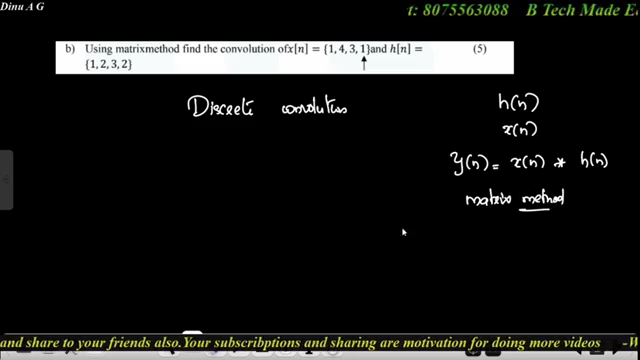 Dinu A G
t: 8075563088 B Tech Made Ea
b) Using matrixmethod find the convolution ofx[n] = {1, 4, 3, 1}and h[n] = (5)
{1, 2, 3, 2}
Discrete convolution
h(n)
x(n)
y(n) = x(n) * h(n)
matrix method
and share to your friends also.Your subscribptions and sharing are motivation for doing more videos -W